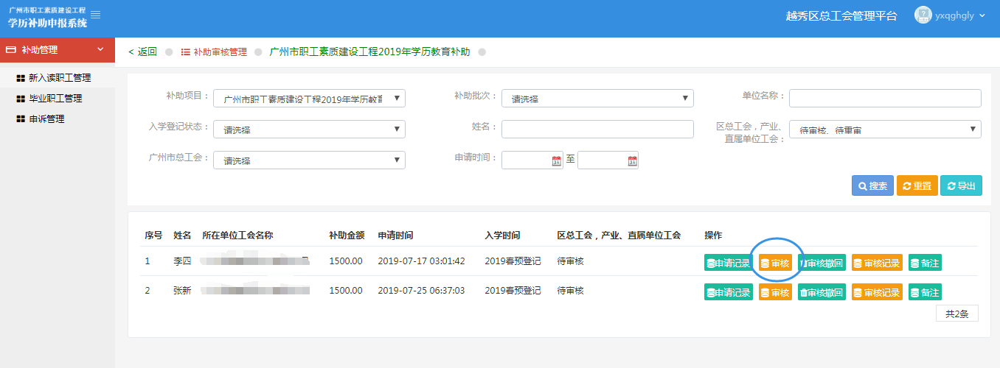 广州市职工素质建设工程
学历补助申报系统
越秀区总工会管理平台
yxqghgly
补助管理
新入读职工管理
毕业职工管理
申诉管理
< 返回
补助审核管理
广州市职工素质建设工程2019年学历教育补助
补助项目：
广州市职工素质建设工程2019年学历教育
补助批次：
请选择
单位名称：
入学登记状态：
请选择
姓名：
区总工会，产业、
直属单位工会：
待审核、待重审
广州市总工会：
请选择
申请时间：
31
至
31
搜索
重置
导出
序号 姓名 所在单位工会名称 补助金额 申请时间 入学时间 区总工会，产业、直属单位工会 操作
1 李四 1500.00 2019-07-17 03:01:42 2019春预登记 待审核 申请记录 审核 审核撤回 审核记录 备注
2 张新 1500.00 2019-07-25 06:37:03 2019春预登记 待审核 申请记录 审核 审核撤回 审核记录 备注
共2条